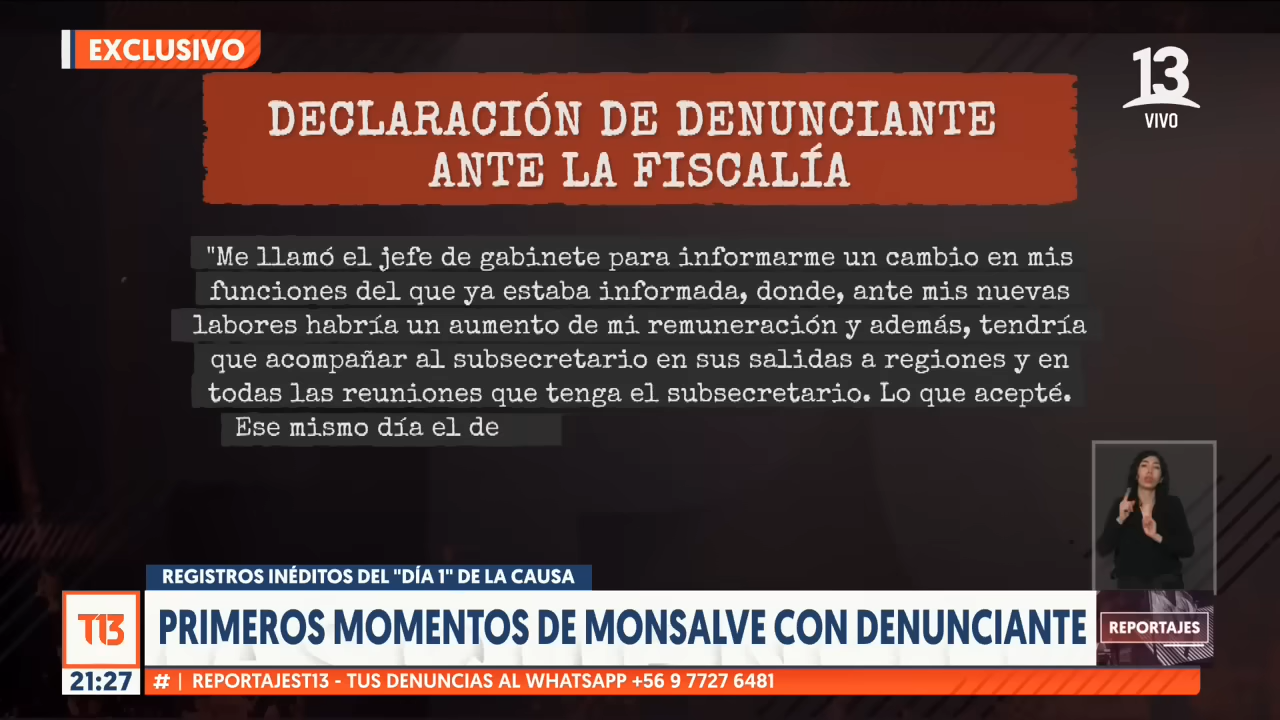 EXCLUSIVO
13
VIVO
DECLARACIÓN DE DENUNCIANTE
ANTE LA FISCALÍA
"Me llamó el jefe de gabinete para informarme un cambio en mis
funciones del que ya estaba informada, donde, ante mis nuevas
labores habría un aumento de mi remuneración y además, tendría
que acompañar al subsecretario en sus salidas a regiones y en
todas las reuniones que tenga el subsecretario. Lo que acepté.
Ese mismo día el de
REGISTROS INÉDITOS DEL "DÍA 1" DE LA CAUSA
T13
PRIMEROS MOMENTOS DE MONSALVE CON DENUNCIANTE
REPORTAJES
21:27
# | REPORTAJEST13 - TUS DENUNCIAS AL WHATSAPP +56 9 7727 6481